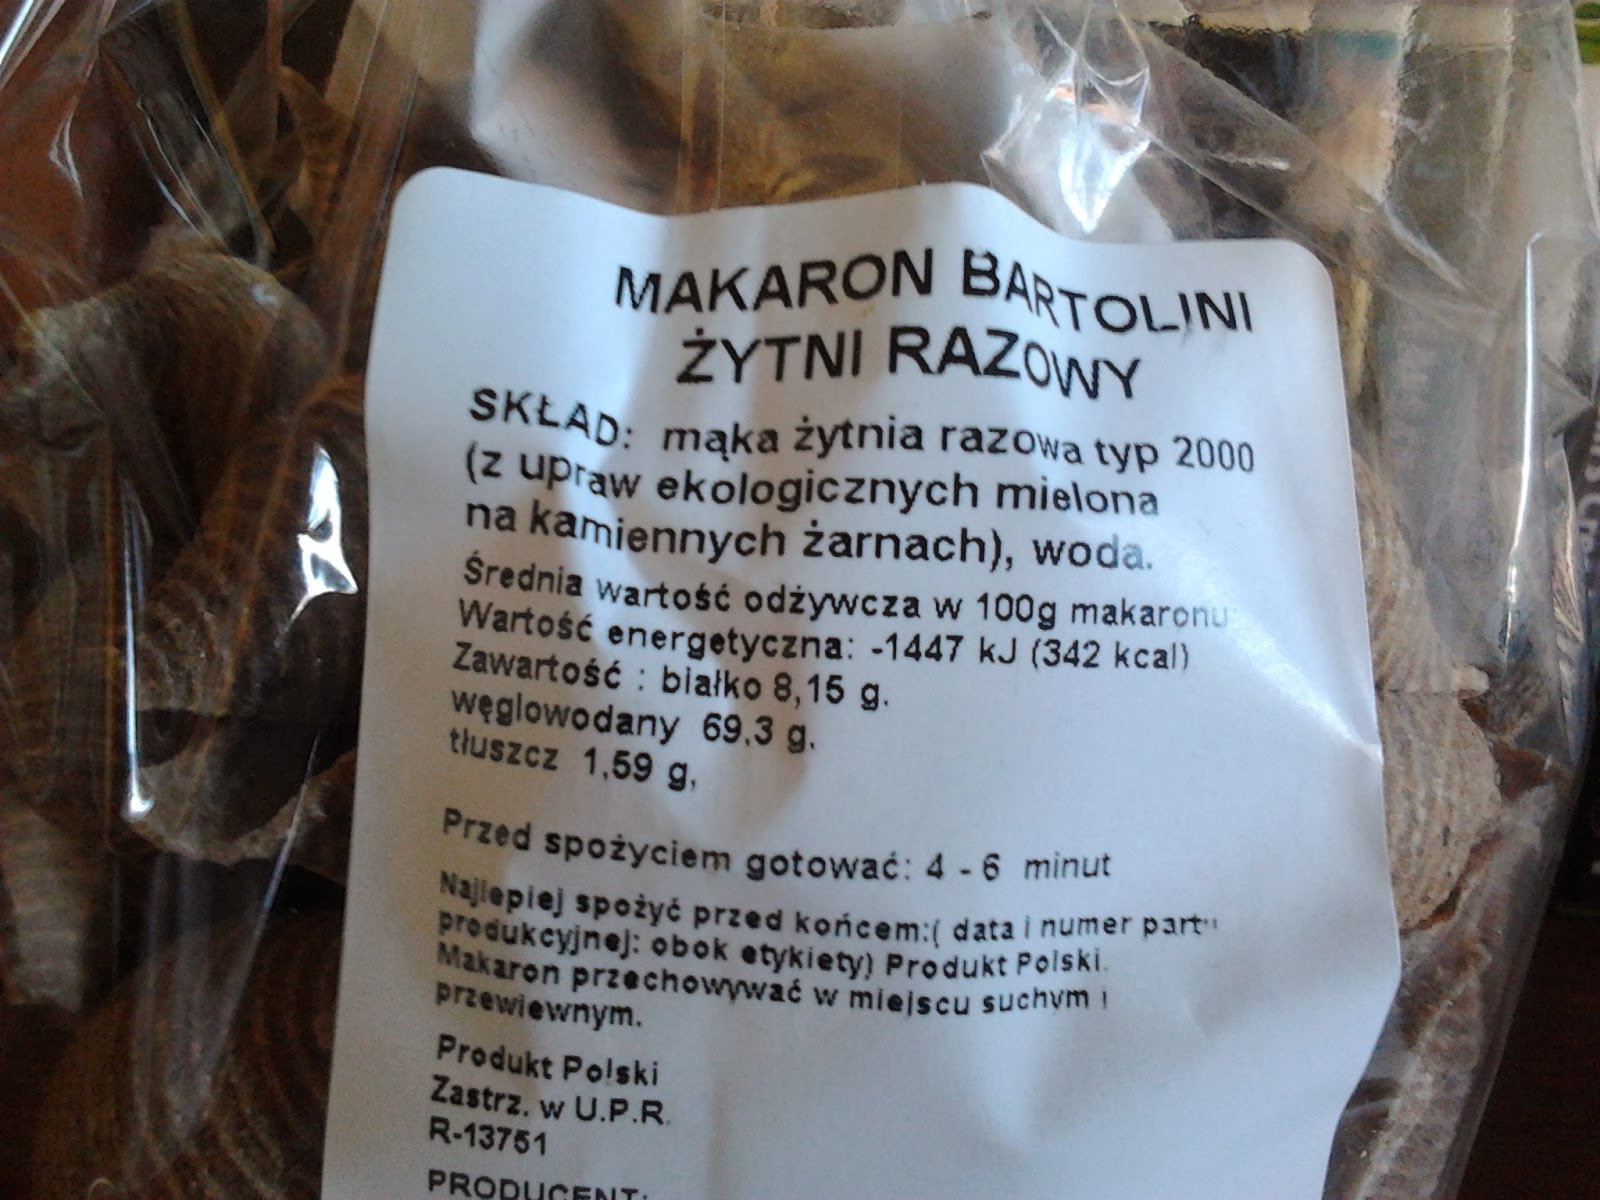 MAKARON BARTOLINI
ŻYTNI RAZOWY
SKŁAD: mąka żytnia razowa typ 2000
(z upraw ekologicznych mielona
na kamiennych żarnach), woda.
Średnia wartość odżywcza w 100g makaronu
Wartość energetyczna: -1447 kJ (342 kcal)
Zawartość : białko 8,15 g.
węglowodany 69,3 g.
tłuszcz 1,59 g,
Przed spożyciem gotować: 4 - 6 minut
Najlepiej spożyć przed końcem:( data i numer partii
produkcyjnej: obok etykiety) Produkt Polski.
Makaron przechowywać w miejscu suchym i
przewiewnym.
Produkt Polski
Zastrz. w U.P.R.
R-13751
PRODUCENT: